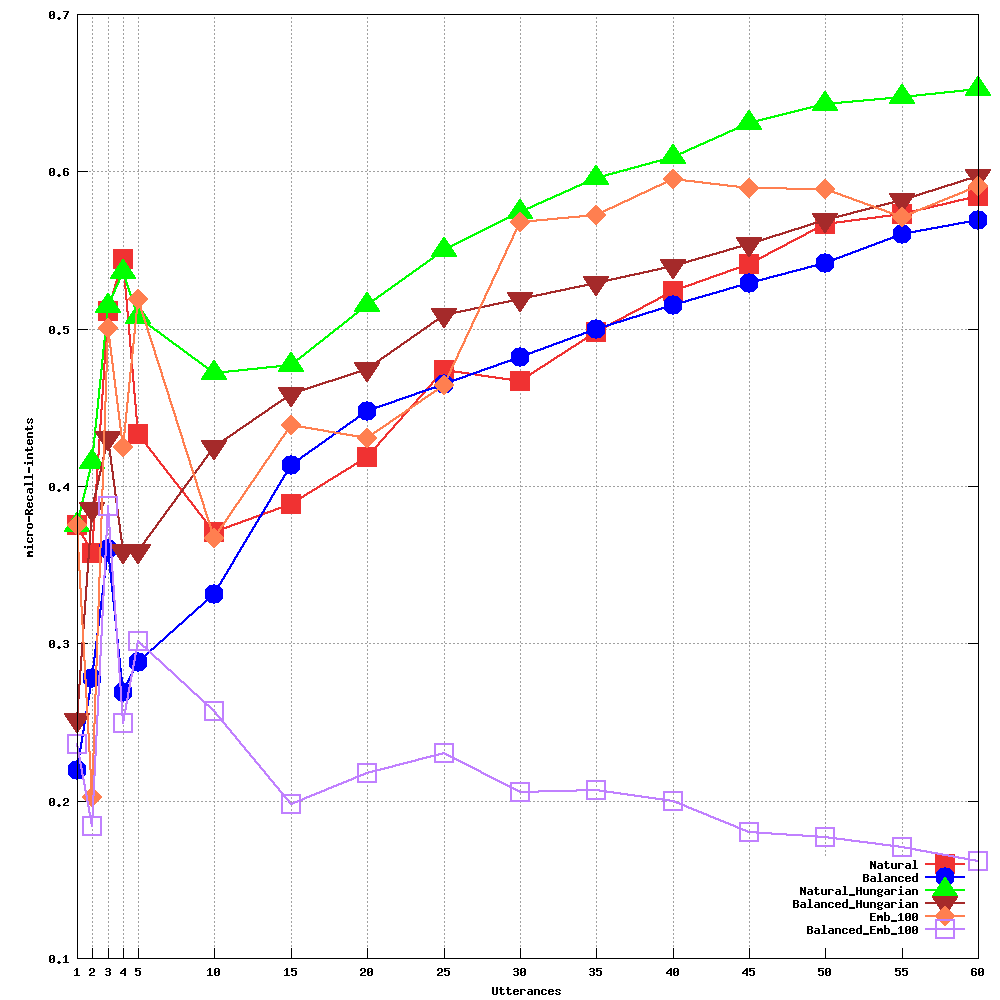 0.7
0.6
0.5
0.4
0.3
0.2
0.1
micro-Recall-intents
1 2 3 4 5 10 15 20 25 30 35 40 45 50 55 60
Utterances
Natural
Balanced
Natural_Hungarian
Balanced_Hungarian
Emb_100
Balanced_Emb_100